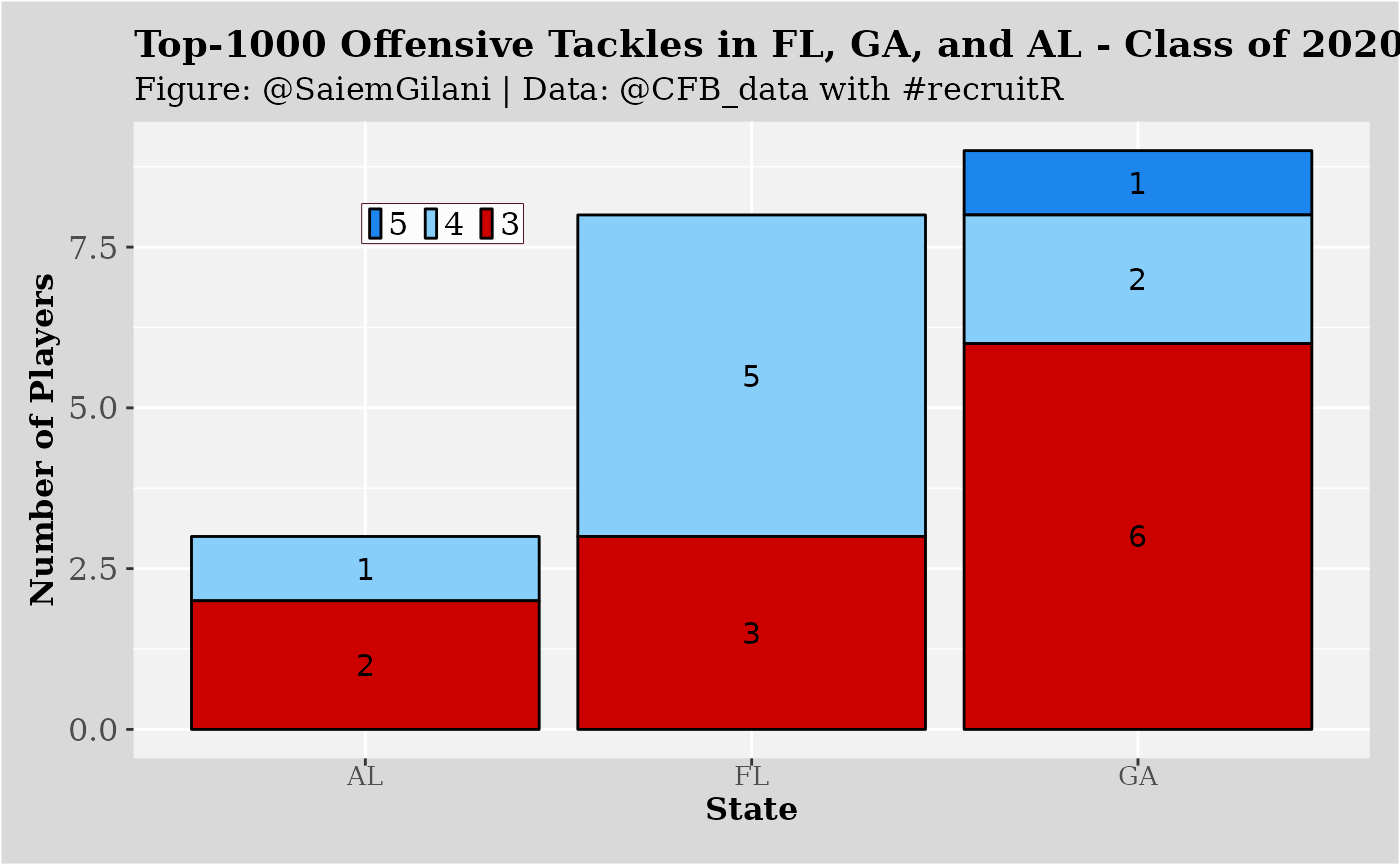 Top-1000 Offensive Tackles in FL, GA, and AL - Class of 2020
Figure: @SaiemGilani | Data: @CFB_data with #recruitR
Number of Players
7.5
5.0
2.5
0.0
5 4 3
1
2
5
3
1
2
6
AL FL GA
State